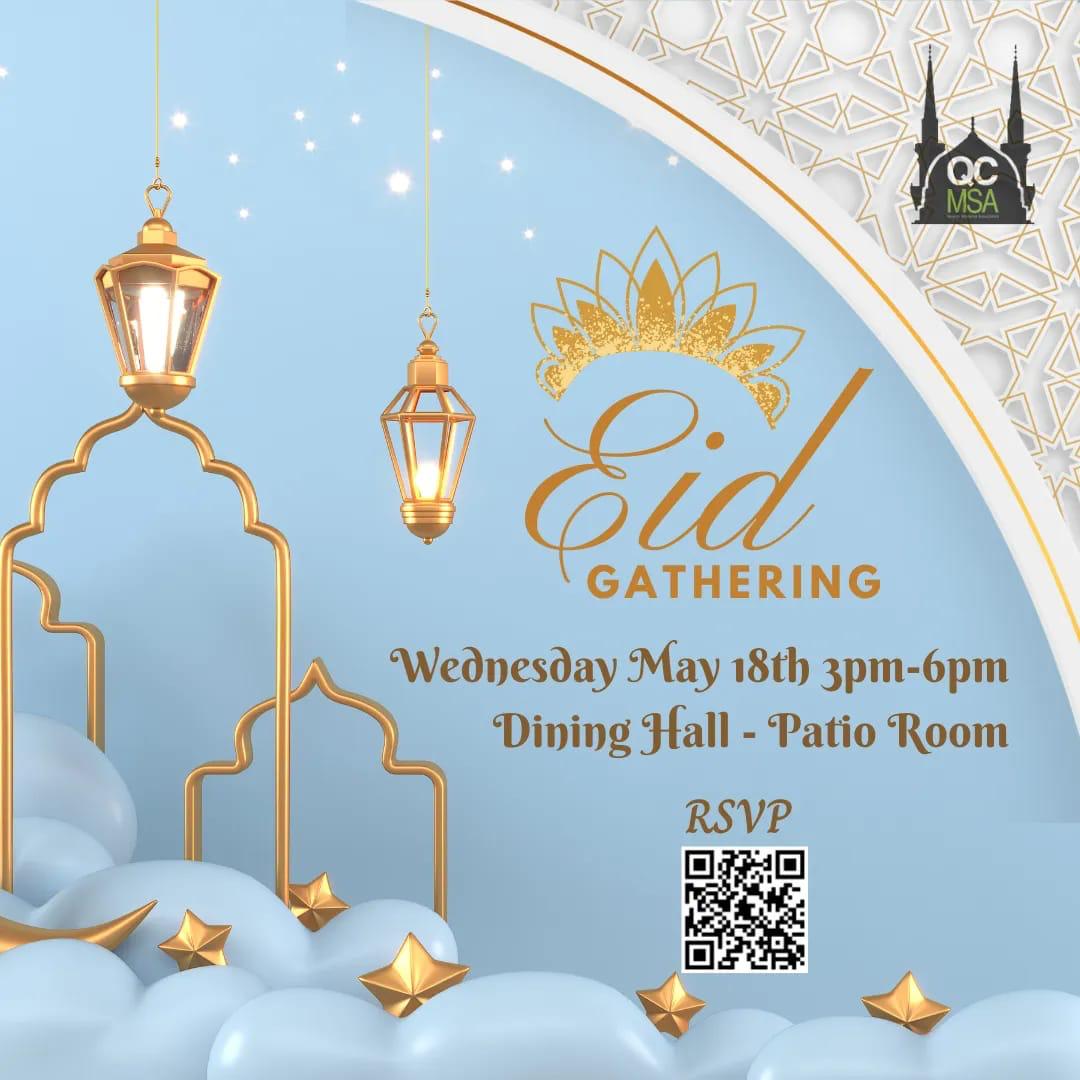 QC
MSA
Eid
GATHERING
Wednesday May 18th 3pm-6pm
Dining Hall - Patio Room
RSVP